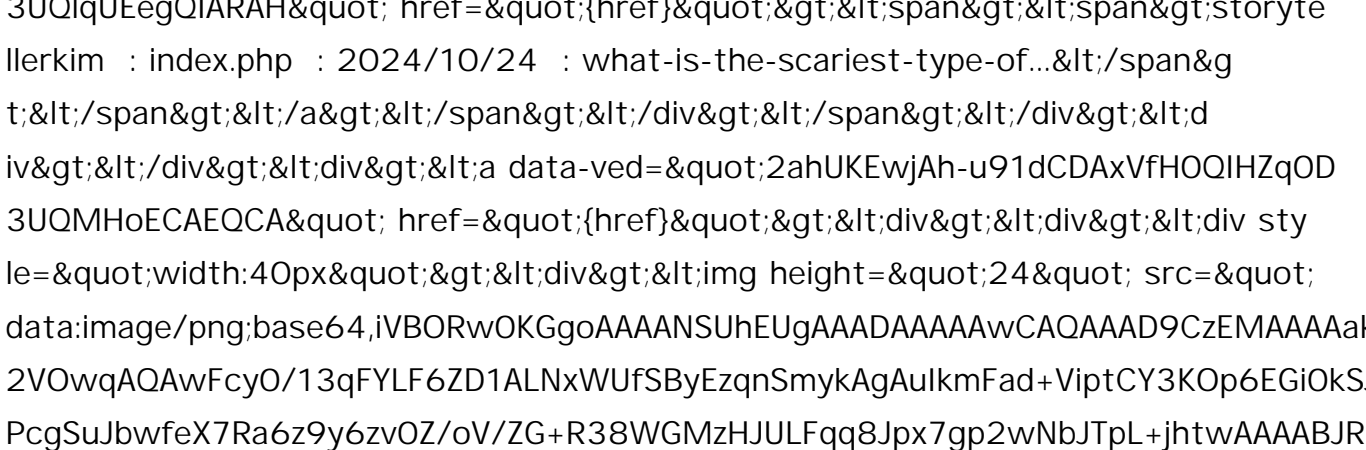 3UQlqUEegQIARAH&quot; href=&quot;{href}&quot;&gt;&lt;span&gt;&lt;span&gt;storyte
llerkim : index.php : 2024/10/24 : what-is-the-scariest-type-of...&lt;/span&g
t;&lt;/span&gt;&lt;/a&gt;&lt;/span&gt;&lt;/div&gt;&lt;/span&gt;&lt;/div&gt;&lt;d
iv&gt;&lt;/div&gt;&lt;div&gt;&lt;a data-ved=&quot;2ahUKEwjAh-u91dCDAxVfH0QIHZq0D
3UQMHoECAEQCA&quot; href=&quot;{href}&quot;&gt;&lt;div&gt;&lt;div&gt;&lt;div sty
le=&quot;width:40px&quot;&gt;&lt;div&gt;&lt;img height=&quot;24&quot; src=&quot;
data:image/png;base64,iVBORw0KGgoAAAANSUhEUgAAADAAAAAwCAQAAAD9CzEMAAAAa
2VOwqAQAwFcy0/13qFYLF6ZD1ALNxWUfSByEzqnSmykAgAuIkmFad+ViptCY3KOp6EGiOkS
PcgSuJbwfeX7Ra6z9y6zv0Z/oV/ZG+R38WGMzHJULFqq8Jpx7gp2wNbJTpL+jhtwAAAABJR